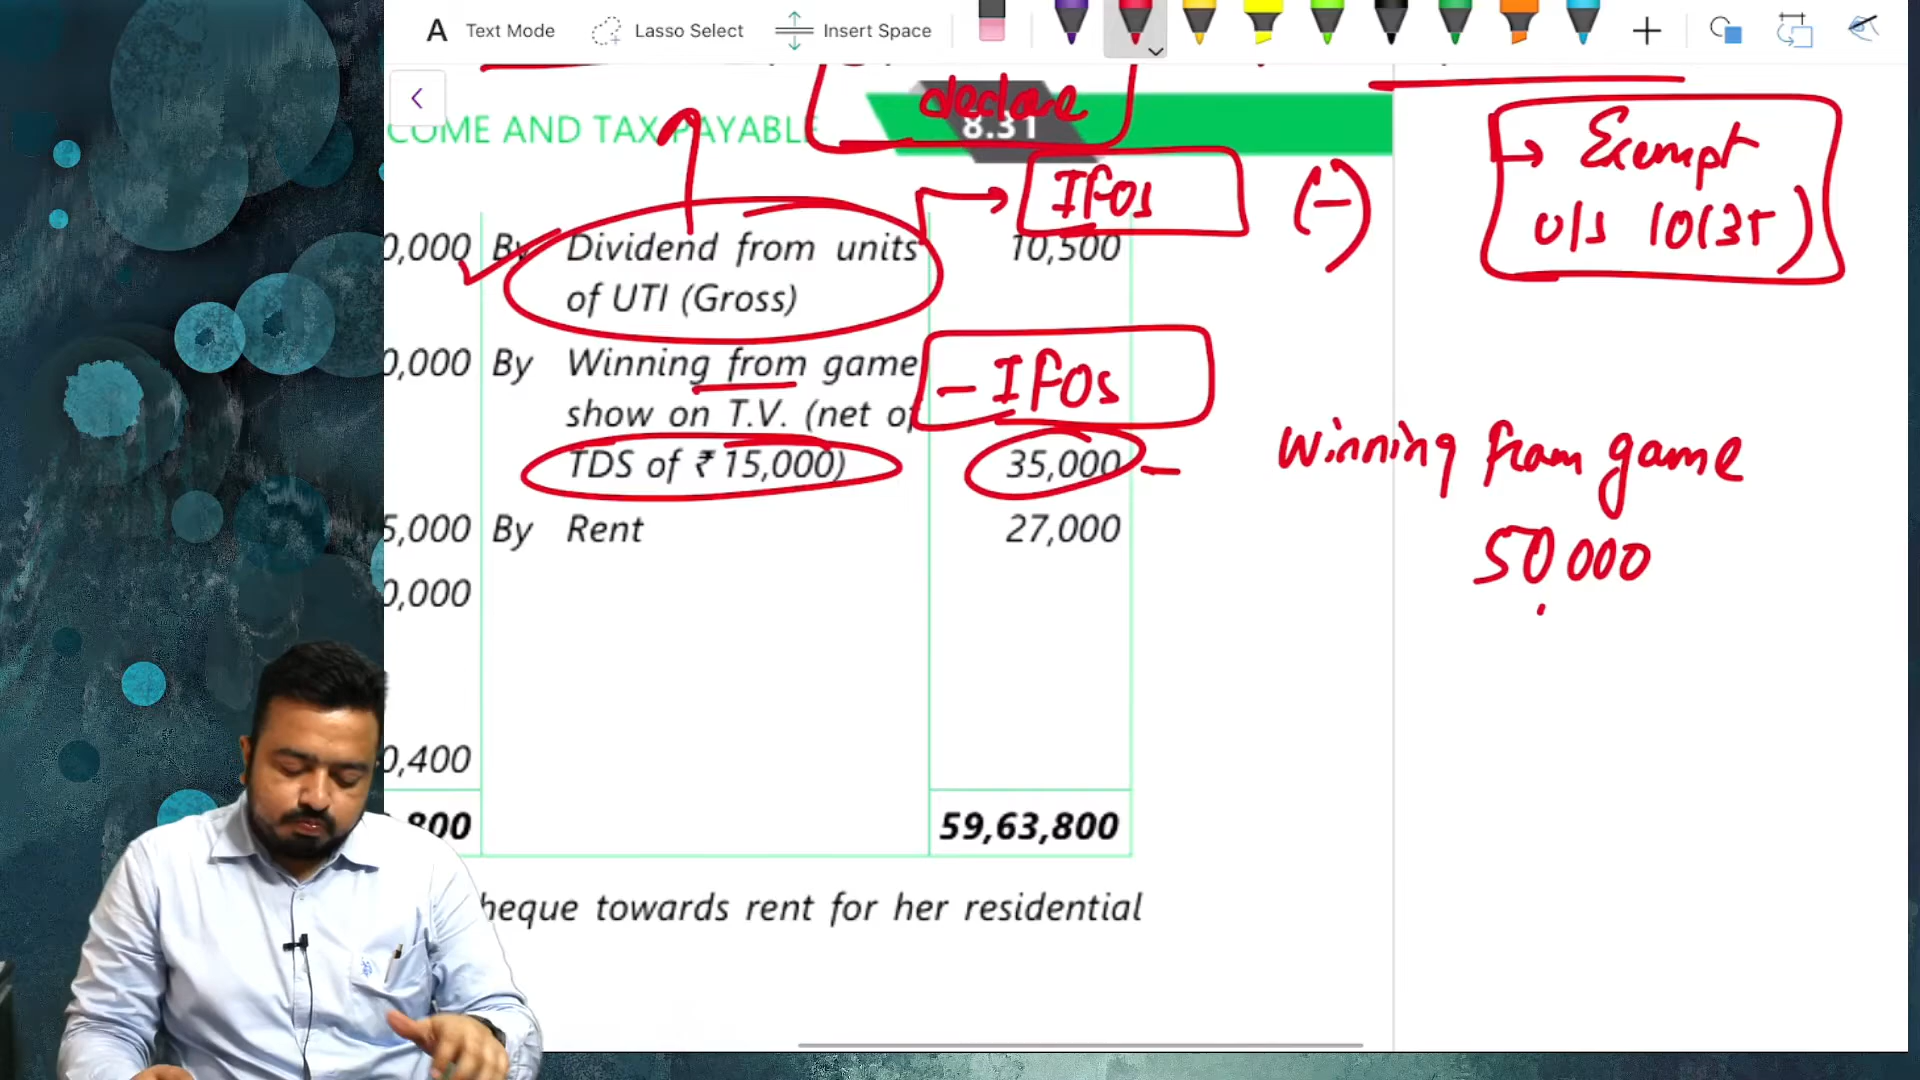 A Text Mode Lasso Select Insert Space
declare
COME AND TAX PAYABLE 8.31
→ Exempt
IFOS (-)
u/s 10(35)
0,000 By Dividend from units 10,500
of UTI (Gross)
0,000 By Winning from game
- IFOS
show on T.V. (net of
TDS of ₹ 15,000) 35,000 -
Winning from game
5,000 By Rent 27,000
50000
0,000
0,400
,800 59,63,800
heque towards rent for her residential